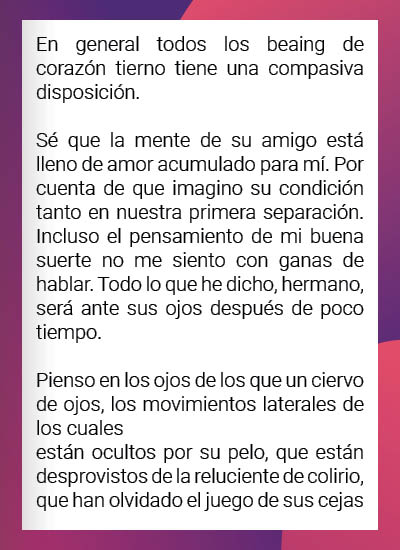 En general todos los beaing de
corazón tierno tiene una compasiva
disposición.

Sé que la mente de su amigo está
lleno de amor acumulado para mí. Por
cuenta de que imagino su condición
tanto en nuestra primera separación.
Incluso el pensamiento de mi buena
suerte no me siento con ganas de
hablar. Todo lo que he dicho, hermano,
será ante sus ojos después de poco
tiempo.

Pienso en los ojos de los que un ciervo
de ojos, los movimientos laterales de
los cuales
están ocultos por su pelo, que están
desprovistos de la reluciente de colirio,
que han olvidado el juego de sus cejas